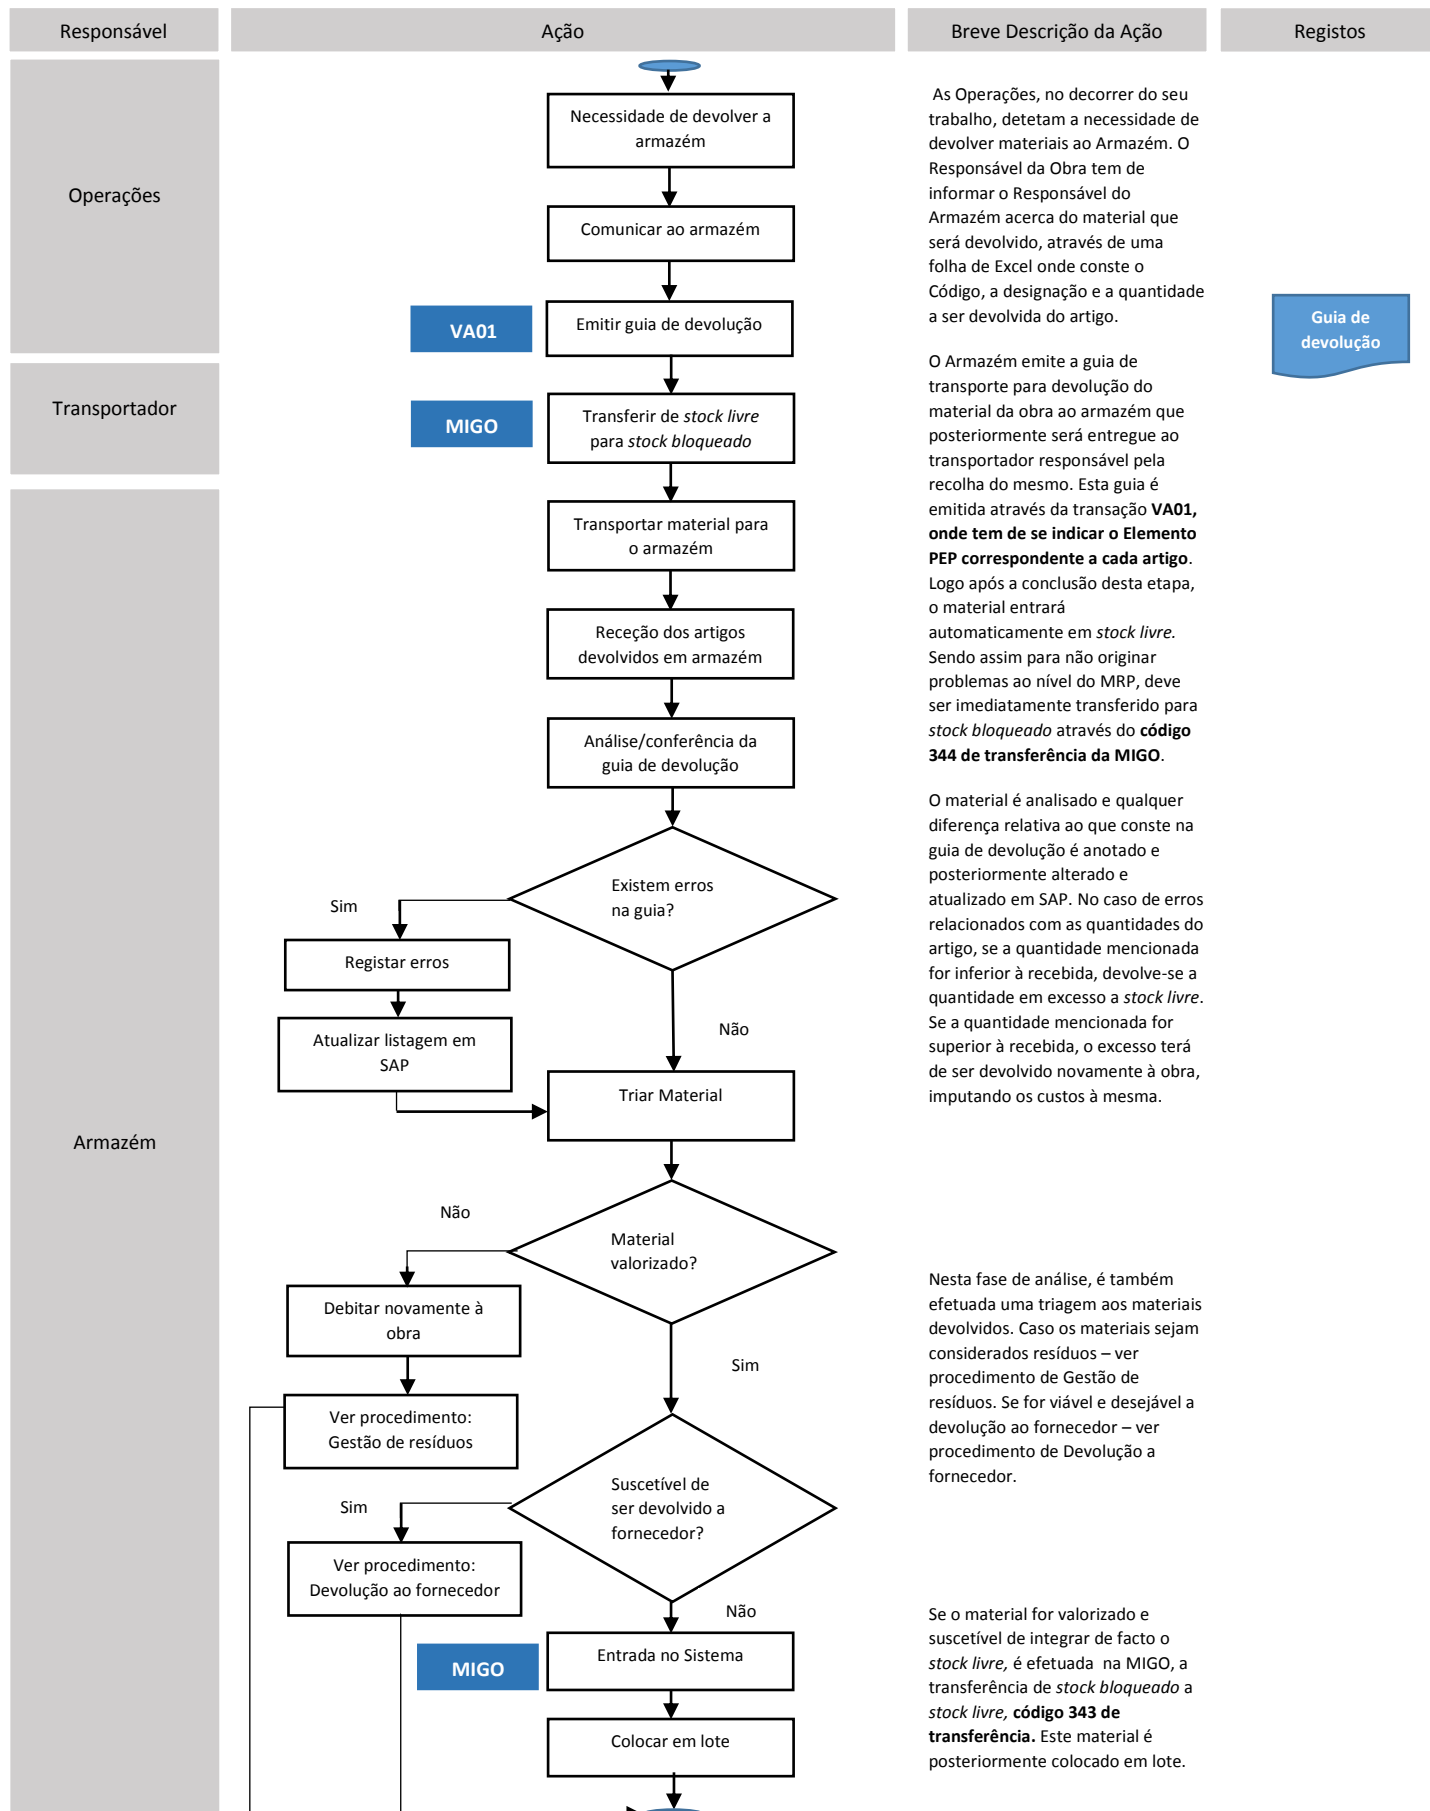 Responsável
Ação
Breve Descrição da Ação
Registos
Operações
Transportador
Armazém
Necessidade de devolver a
armazém
Comunicar ao armazém
VA01
Emitir guia de devolução
MIGO
Transferir de stock livre
para stock bloqueado
Transportar material para
o armazém
Receção dos artigos
devolvidos em armazém
Análise/conferência da
guia de devolução
Existem erros
na guia?
Sim
Registar erros
Atualizar listagem em
SAP
Não
Triar Material
Não
Material
valorizado?
Debitar novamente à
obra
Ver procedimento:
Gestão de resíduos
Sim
Suscetível de
ser devolvido a
fornecedor?
Sim
Ver procedimento:
Devolução ao fornecedor
Não
MIGO
Entrada no Sistema
Colocar em lote
As Operações, no decorrer do seu
trabalho, detetam a necessidade de
devolver materiais ao Armazém. O
Responsável da Obra tem de
informar o Responsável do
Armazém acerca do material que
será devolvido, através de uma
folha de Excel onde conste o
Código, a designação e a quantidade
a ser devolvida do artigo.
O Armazém emite a guia de
transporte para devolução do
material da obra ao armazém que
posteriormente será entregue ao
transportador responsável pela
recolha do mesmo. Esta guia é
emitida através da transação VA01,
onde tem de se indicar o Elemento
PEP correspondente a cada artigo.
Logo após a conclusão desta etapa,
o material entrará
automaticamente em stock livre.
Sendo assim para não originar
problemas ao nível do MRP, deve
ser imediatamente transferido para
stock bloqueado através do código
344 de transferência da MIGO.
O material é analisado e qualquer
diferença relativa ao que conste na
guia de devolução é anotado e
posteriormente alterado e
atualizado em SAP. No caso de erros
relacionados com as quantidades do
artigo, se a quantidade mencionada
for inferior à recebida, devolve-se a
quantidade em excesso a stock livre.
Se a quantidade mencionada for
superior à recebida, o excesso terá
de ser devolvido novamente à obra,
imputando os custos à mesma.
Nesta fase de análise, é também
efetuada uma triagem aos materiais
devolvidos. Caso os materiais sejam
considerados resíduos – ver
procedimento de Gestão de
resíduos. Se for viável e desejável a
devolução ao fornecedor – ver
procedimento de Devolução a
fornecedor.
Se o material for valorizado e
suscetível de integrar de facto o
stock livre, é efetuada na MIGO, a
transferência de stock bloqueado a
stock livre, código 343 de
transferência. Este material é
posteriormente colocado em lote.
Guia de
devolução